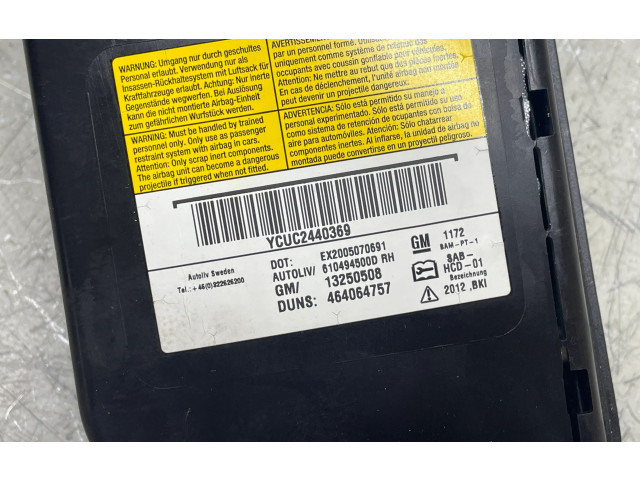 WARNUNG: Umgang nur durch geschultes
Personal erlaubt. Verwendung nur als
Insassen-Rückhaltesystem mit Luftsack für
Kraftfahrzeuge erlaubt. Achtung: Nur inerte
Gegenstände wegwerfen. Bei Auslösung
kann die nicht montierte Airbag-Einheit
zum gefährlichen Wurfstück werden.
AVERTISSEMENT:
par un personnel formé. Utiliser
uniquement comme système de retenue
occupants avec coussin gonflable pour véhicules.
Attention: Ne mettre au rebut que des pièces inertes.
En cas de déclenchement, l'unité airbag non montée
peut devenir un projectile dangereux.
WARNING: Must be handled by trained
personnel only. Use only as passenger
restraint system with airbag in cars.
Attention: Only scrap inert components.
The airbag unit can become a dangerous
projectile if triggered when not fitted.
ADVERTENCIA: Sólo está permitido su manejo a
personal experimentado. Sólo está permitido su uso
como sistema de retención de ocupantes con bolsa de
aire para automóviles. Atención: Sólo chatarrear
componentes inertes. Al inflarse, la unidad de airbag no
montada puede convertirse en un proyectil peligroso.
YCUC2440369
Autoliv Sweden
Tel.: +46(0)322626200
DOT: EX2005070691
AUTOLIV/ 610494500D RH
GM/ 13250508
DUNS: 464064757
GM 1172
BAM-PT-1
SAB-
HCD-01
Bezeichnung
2012 ,BKI